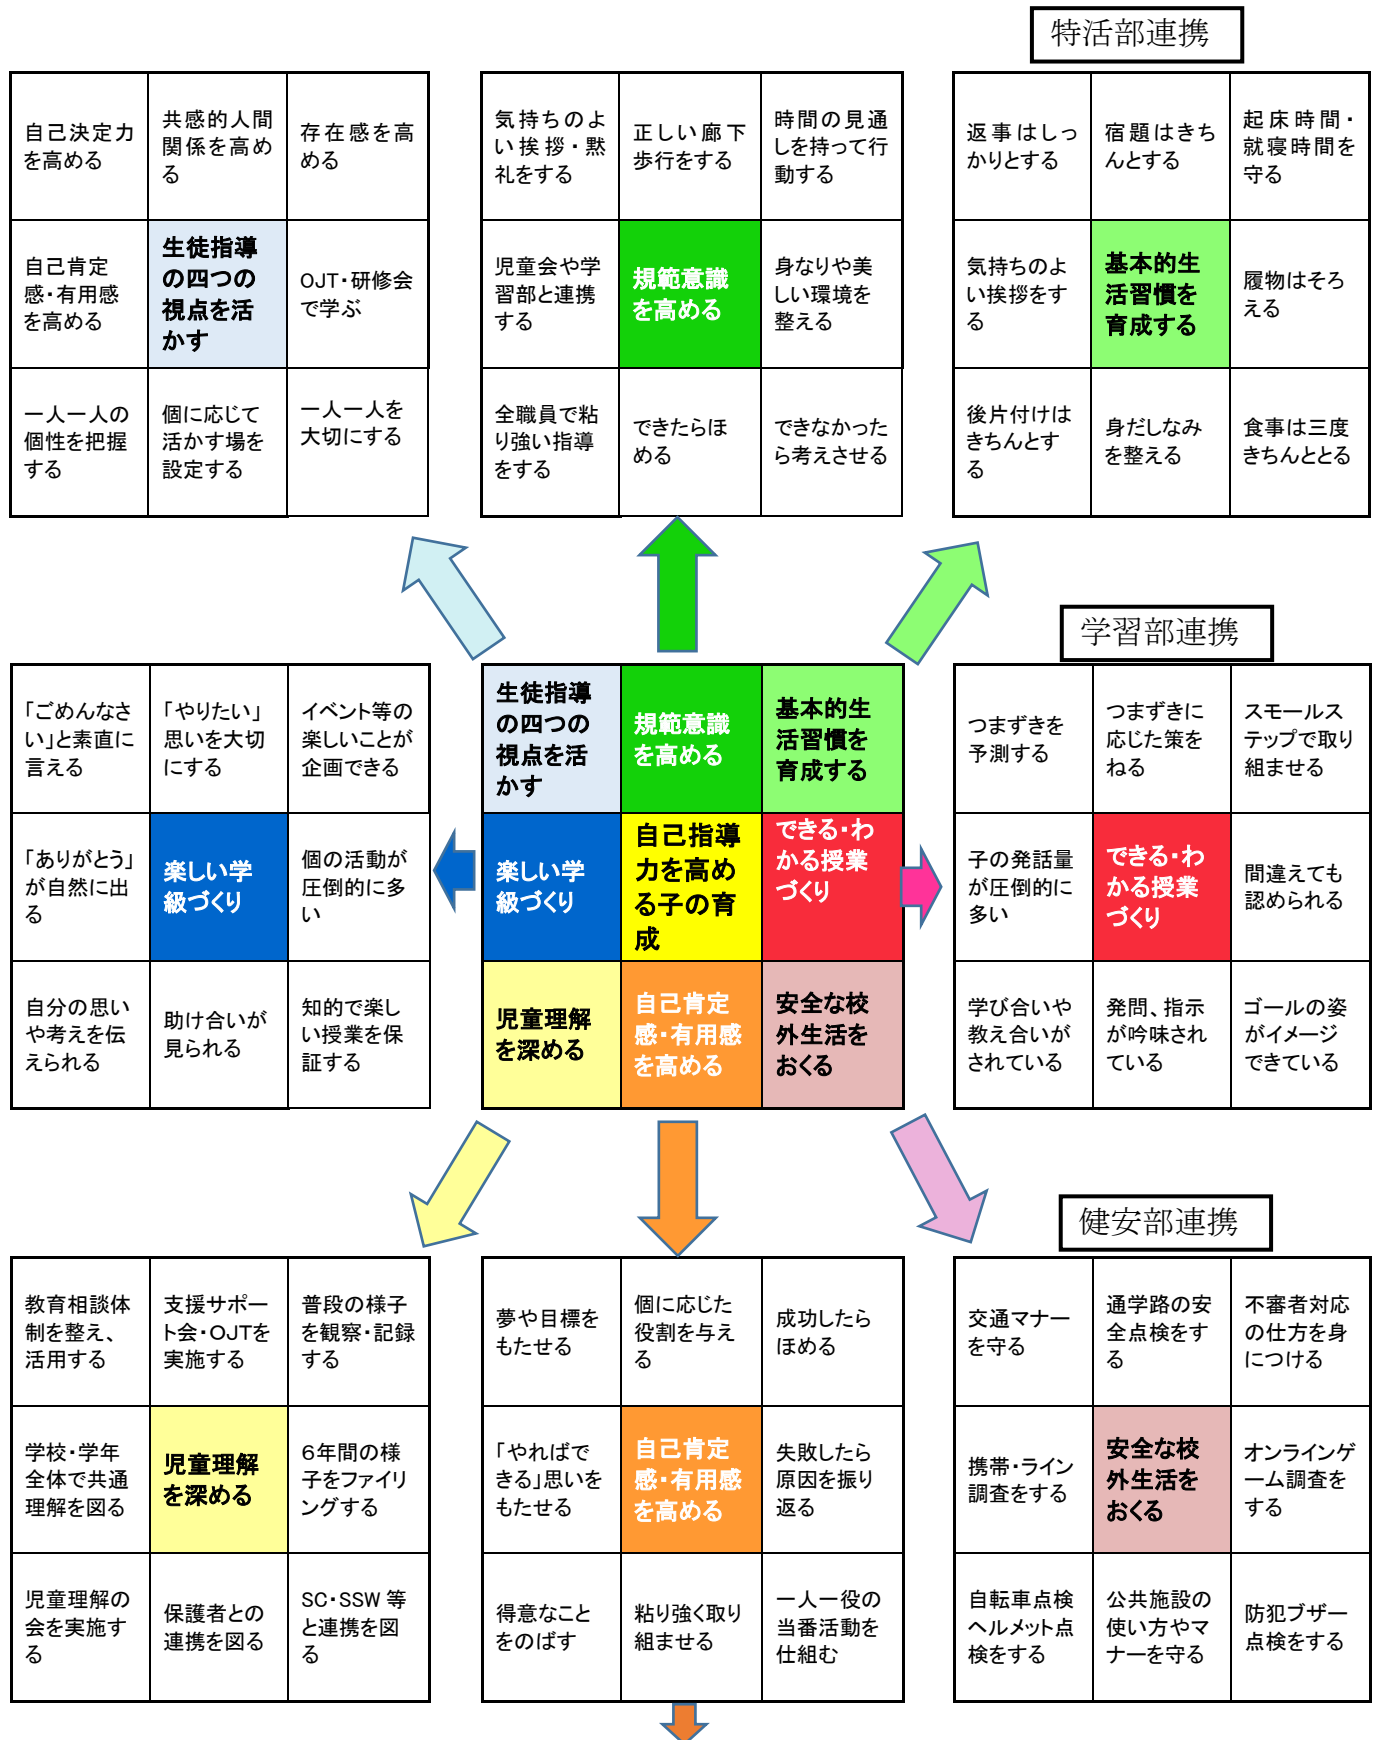 特活部連携
自己決定力
を高める
共感的人間
関係を高め
る
存在感を高
める
自己肯定
感・有用感
を高める
生徒指導
の四つの
視点を活
かす
OJT・研修会
で学ぶ
一人一人の
個性を把握
する
個に応じて
活かす場を
設定する
一人一人を
大切にする
気持ちのよ
い挨拶・黙
礼をする
正しい廊下
歩行をする
時間の見通
しを持って行
動する
児童会や学
習部と連携
する
規範意識
を高める
身なりや美
しい環境を
整える
全職員で粘
り強い指導
をする
できたらほ
める
できなかった
ら考えさせる
返事はしっ
かりとする
宿題はきち
んとする
起床時間・
就寝時間を
守る
気持ちのよ
い挨拶をす
る
基本的生
活習慣を
育成する
履物はそろ
える
後片付けは
きちんとす
る
身だしなみ
を整える
食事は三度
きちんととる
学習部連携
「ごめんなさ
い」と素直に
言える
「やりたい」
思いを大切
にする
イベント等の
楽しいことが
企画できる
「ありがとう」
が自然に出
る
楽しい学
級づくり
個の活動が
圧倒的に多
い
自分の思い
や考えを伝
えられる
助け合いが
見られる
知的で楽し
い授業を保
証する
生徒指導
の四つの
視点を活
かす
規範意識
を高める
基本的生
活習慣を
育成する
楽しい学
級づくり
自己指導
力を高め
る子の育
成
できる・わ
かる授業
づくり
児童理解
を深める
自己肯定
感・有用感
を高める
安全な校
外生活を
おくる
つまずきを
予測する
つまずきに
応じた策を
ねる
スモールス
テップで取り
組ませる
子の発話量
が圧倒的に
多い
できる・わ
かる授業
づくり
間違えても
認められる
学び合いや
教え合いが
されている
発問、指示
が吟味され
ている
ゴールの姿
がイメージ
できている
健安部連携
教育相談体
制を整え、
活用する
支援サポー
ト会・OJTを
実施する
普段の様子
を観察・記録
する
学校・学年
全体で共通
理解を図る
児童理解
を深める
6年間の様
子をファイリ
ングする
児童理解の
会を実施す
る
保護者との
連携を図る
SC・SSW 等
と連携を図
る
夢や目標を
もたせる
個に応じた
役割を与え
る
成功したら
ほめる
「やればで
きる」思いを
もたせる
自己肯定
感・有用感
を高める
失敗したら
原因を振り
返る
得意なこと
をのばす
粘り強く取り
組ませる
一人一役の
当番活動を
仕組む
交通マナー
を守る
通学路の安
全点検をす
る
不審者対応
の仕方を身
につける
携帯・ライン
調査をする
安全な校
外生活を
おくる
オンラインゲ
ーム調査を
する
自転車点検
ヘルメット点
検をする
公共施設の
使い方やマ
ナーを守る
防犯ブザー
点検をする